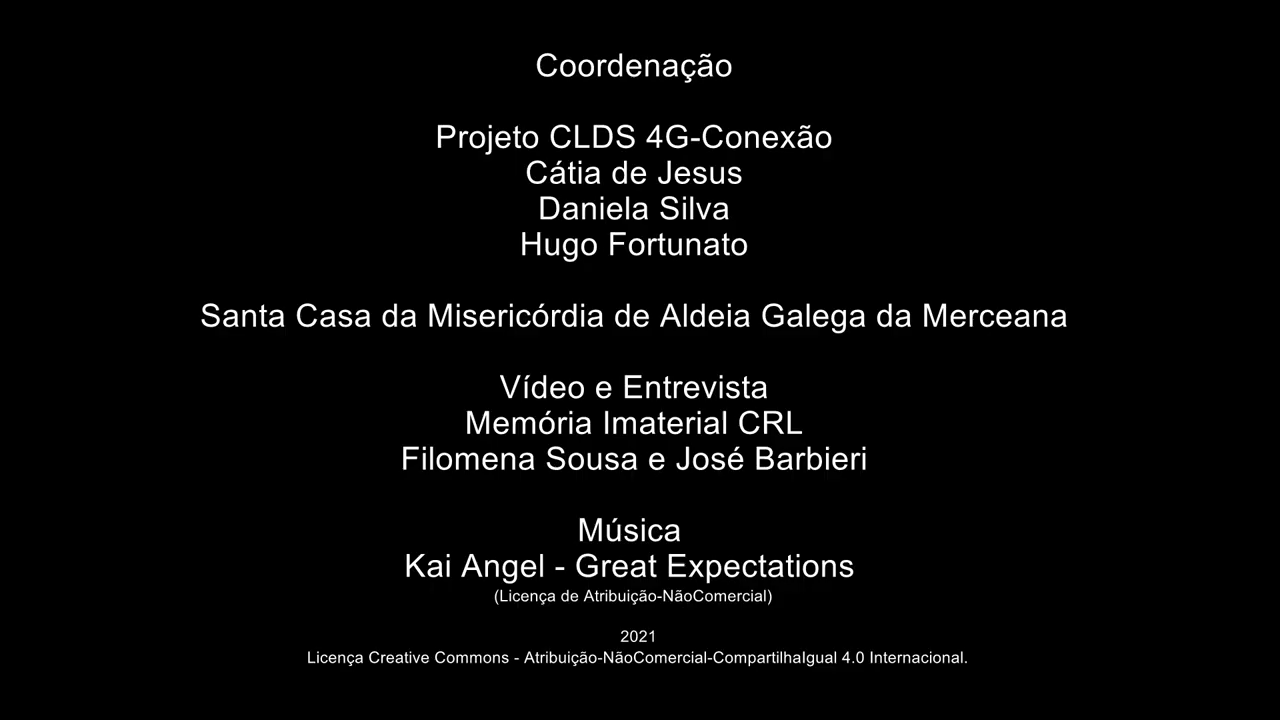 Coordenação
Projeto CLDS 4G-Conexão
Cátia de Jesus
Daniela Silva
Hugo Fortunato
Santa Casa da Misericórdia de Aldeia Galega da Merceana
Vídeo e Entrevista
Memória Imaterial CRL
Filomena Sousa e José Barbieri
Música
Kai Angel - Great Expectations
(Licença de Atribuição-NãoComercial)
2021
Licença Creative Commons - Atribuição-NãoComercial-CompartilhaIgual 4.0 Internacional.